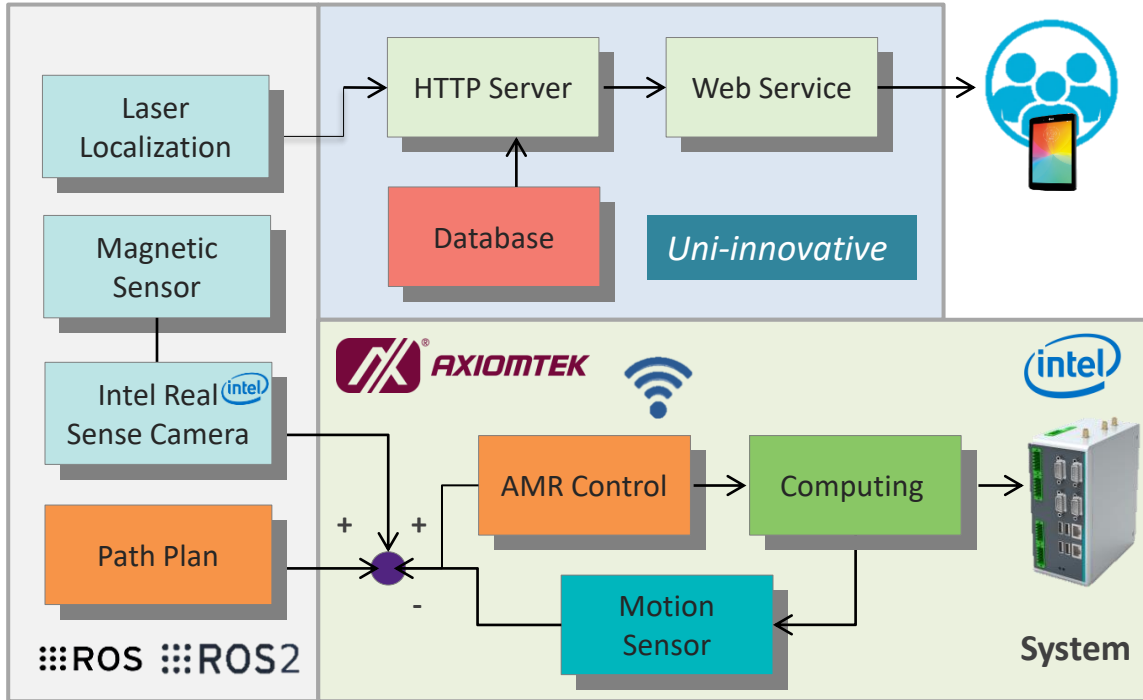 Laser
Localization
Magnetic
Sensor
Intel Real
Sense Camera
intel
Path Plan
ROS
ROS2
HTTP Server
Web Service
Database
Uni-innovative
AXIOMTEK
®
intel
AMR Control
Computing
+
+
-
Motion
Sensor
System